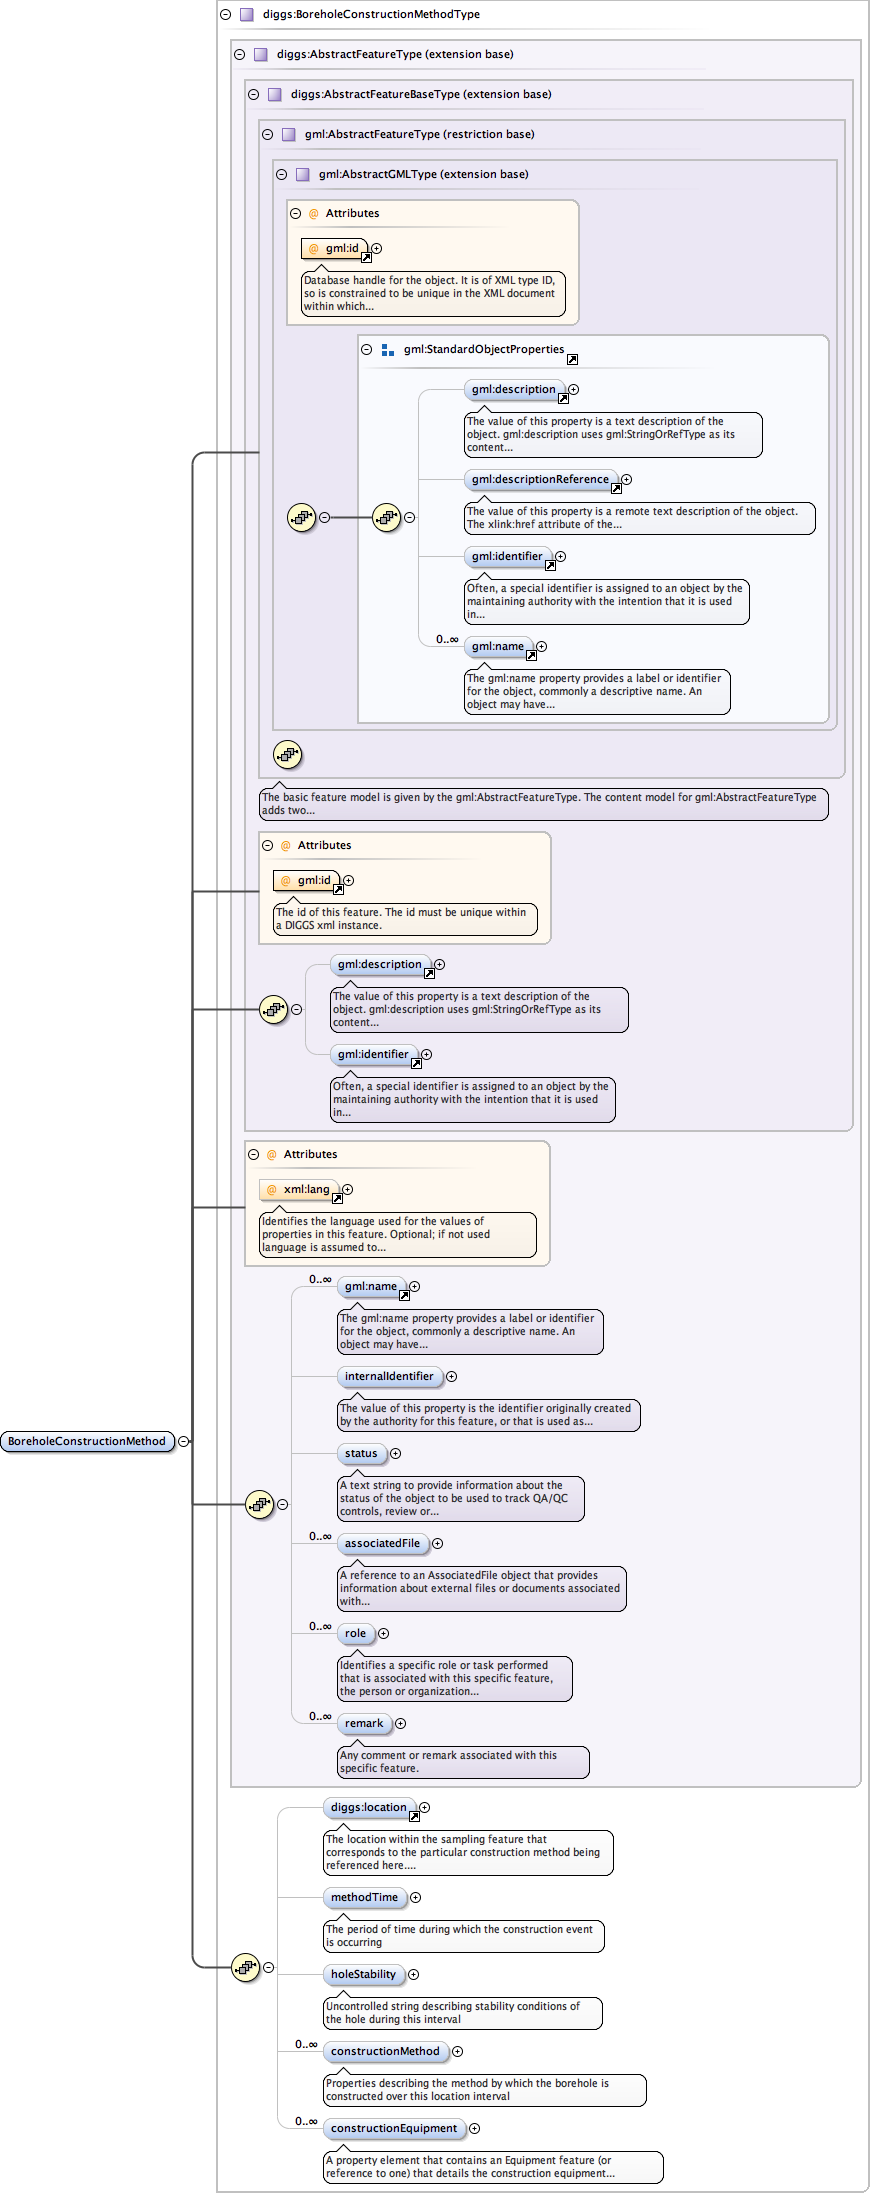 diggs:BoreholeConstructionMethodType
diggs:AbstractFeatureType (extension base)
diggs:AbstractFeatureBaseType (extension base)
gml:AbstractFeatureType (restriction base)
gml:AbstractGMLType (extension base)
@ Attributes
@ gml:id
Database handle for the object. It is of XML type ID,
so is constrained to be unique in the XML document
within which...
gml:StandardObjectProperties
gml:description
The value of this property is a text description of the
object. gml:description uses gml:StringOrRefType as its
content...
gml:descriptionReference
The value of this property is a remote text description of the object.
The xlink:href attribute of the...
gml:identifier
Often, a special identifier is assigned to an object by the
maintaining authority with the intention that it is used
in...
0..∞
gml:name
The gml:name property provides a label or identifier
for the object, commonly a descriptive name. An
object may have...
The basic feature model is given by the gml:AbstractFeatureType. The content model for gml:AbstractFeatureType
adds two...
@ Attributes
@ gml:id
The id of this feature. The id must be unique within
a DIGGS xml instance.
gml:description
The value of this property is a text description of the
object. gml:description uses gml:StringOrRefType as its
content...
gml:identifier
Often, a special identifier is assigned to an object by the
maintaining authority with the intention that it is used
in...
@ Attributes
@ xml:lang
Identifies the language used for the values of
properties in this feature. Optional; if not used
language is assumed to...
0..∞
gml:name
The gml:name property provides a label or identifier
for the object, commonly a descriptive name. An
object may have...
internalIdentifier
The value of this property is the identifier originally created
by the authority for this feature, or that is used as...
BoreholeConstructionMethod
status
A text string to provide information about the
status of the object to be used to track QA/QC
controls, review or...
0..∞
associatedFile
A reference to an AssociatedFile object that provides
information about external files or documents associated
with...
0..∞
role
Identifies a specific role or task performed
that is associated with this specific feature,
the person or organization...
0..∞
remark
Any comment or remark associated with this
specific feature.
diggs:location
The location within the sampling feature that
corresponds to the particular construction method being
referenced here....
methodTime
The period of time during which the construction event
is occurring
holeStability
Uncontrolled string describing stability conditions of
the hole during this interval
0..∞
constructionMethod
Properties describing the method by which the borehole is
constructed over this location interval
0..∞
constructionEquipment
A property element that contains an Equipment feature (or
reference to one) that details the construction equipment...